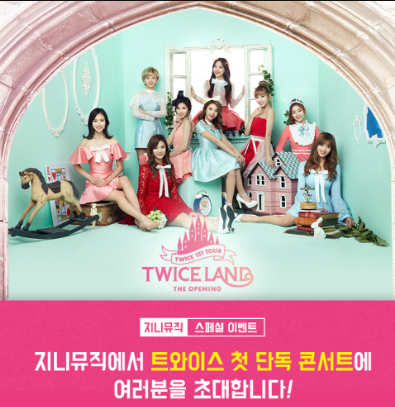 TWICE 1ST TOUR
TWICELAND
THE OPENING
지니뮤직 스페셜 이벤트
지니뮤직에서 트와이스 첫 단독 콘서트에
여러분을 초대합니다!